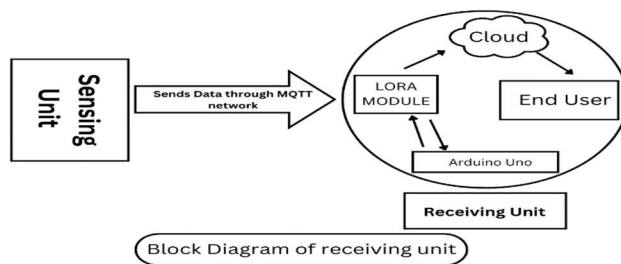 Sensing
Unit
Sends Data through MQTT
network
Cloud
LORA
MODULE
End User
Arduino Uno
Receiving Unit
Block Diagram of receiving unit